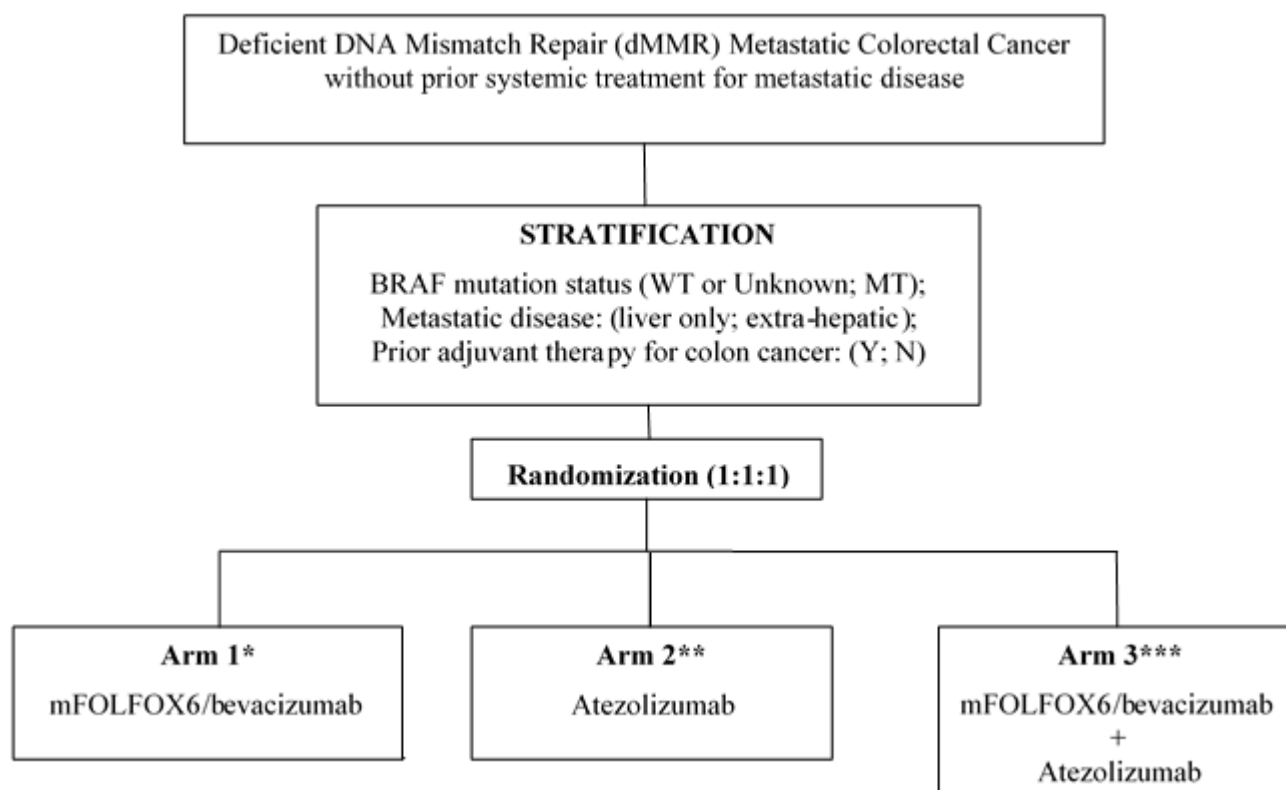 Deficient DNA Mismatch Repair (dMMR) Metastatic Colorectal Cancer
without prior systemic treatment for metastatic disease
STRATIFICATION
BRAF mutation status (WT or Unknown; MT);
Metastatic disease: (liver only; extra-hepatic);
Prior adjuvant therapy for colon cancer: (Y; N)
Randomization (1:1:1)
Arm 1*
mFOLFOX6/bevacizumab
Arm 2**
Atezolizumab
Arm 3***
mFOLFOX6/bevacizumab
+
Atezolizumab